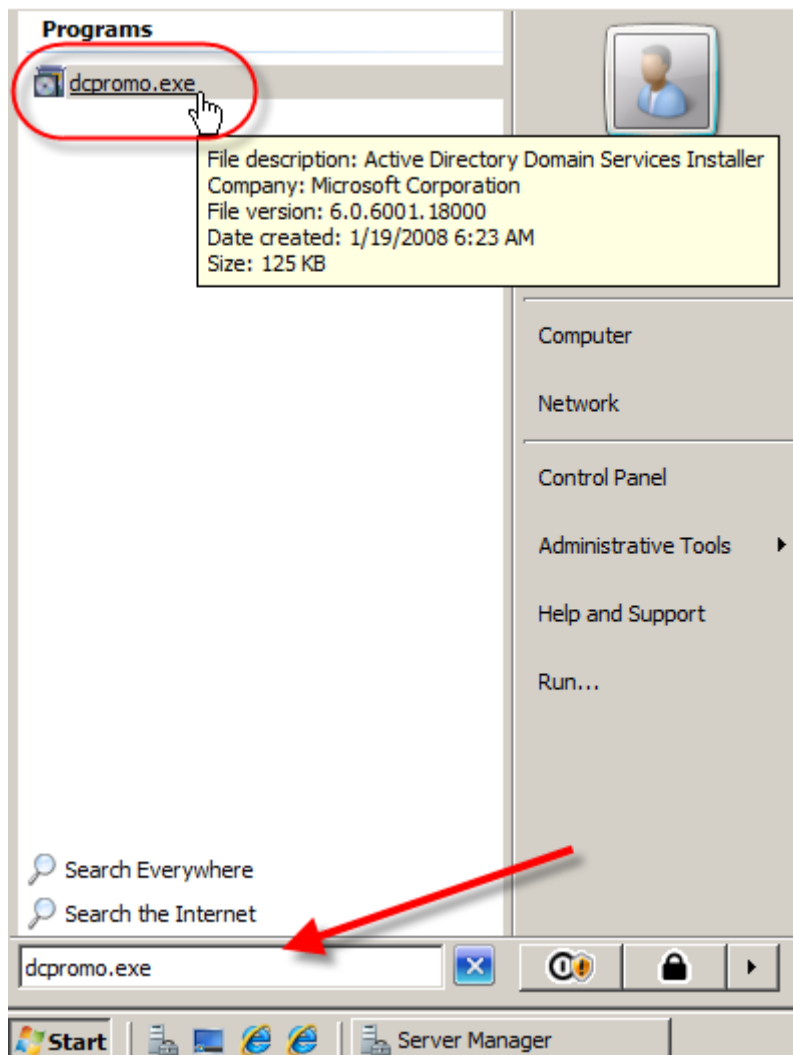 Programs
dcpromo.exe
File description: Active Directory Domain Services Installer
Company: Microsoft Corporation
File version: 6.0.6001.18000
Date created: 1/19/2008 6:23 AM
Size: 125 KB
Computer
Network
Control Panel
Administrative Tools
Help and Support
Run...
Search Everywhere
Search the Internet
dcpromo.exe
Start
Server Manager